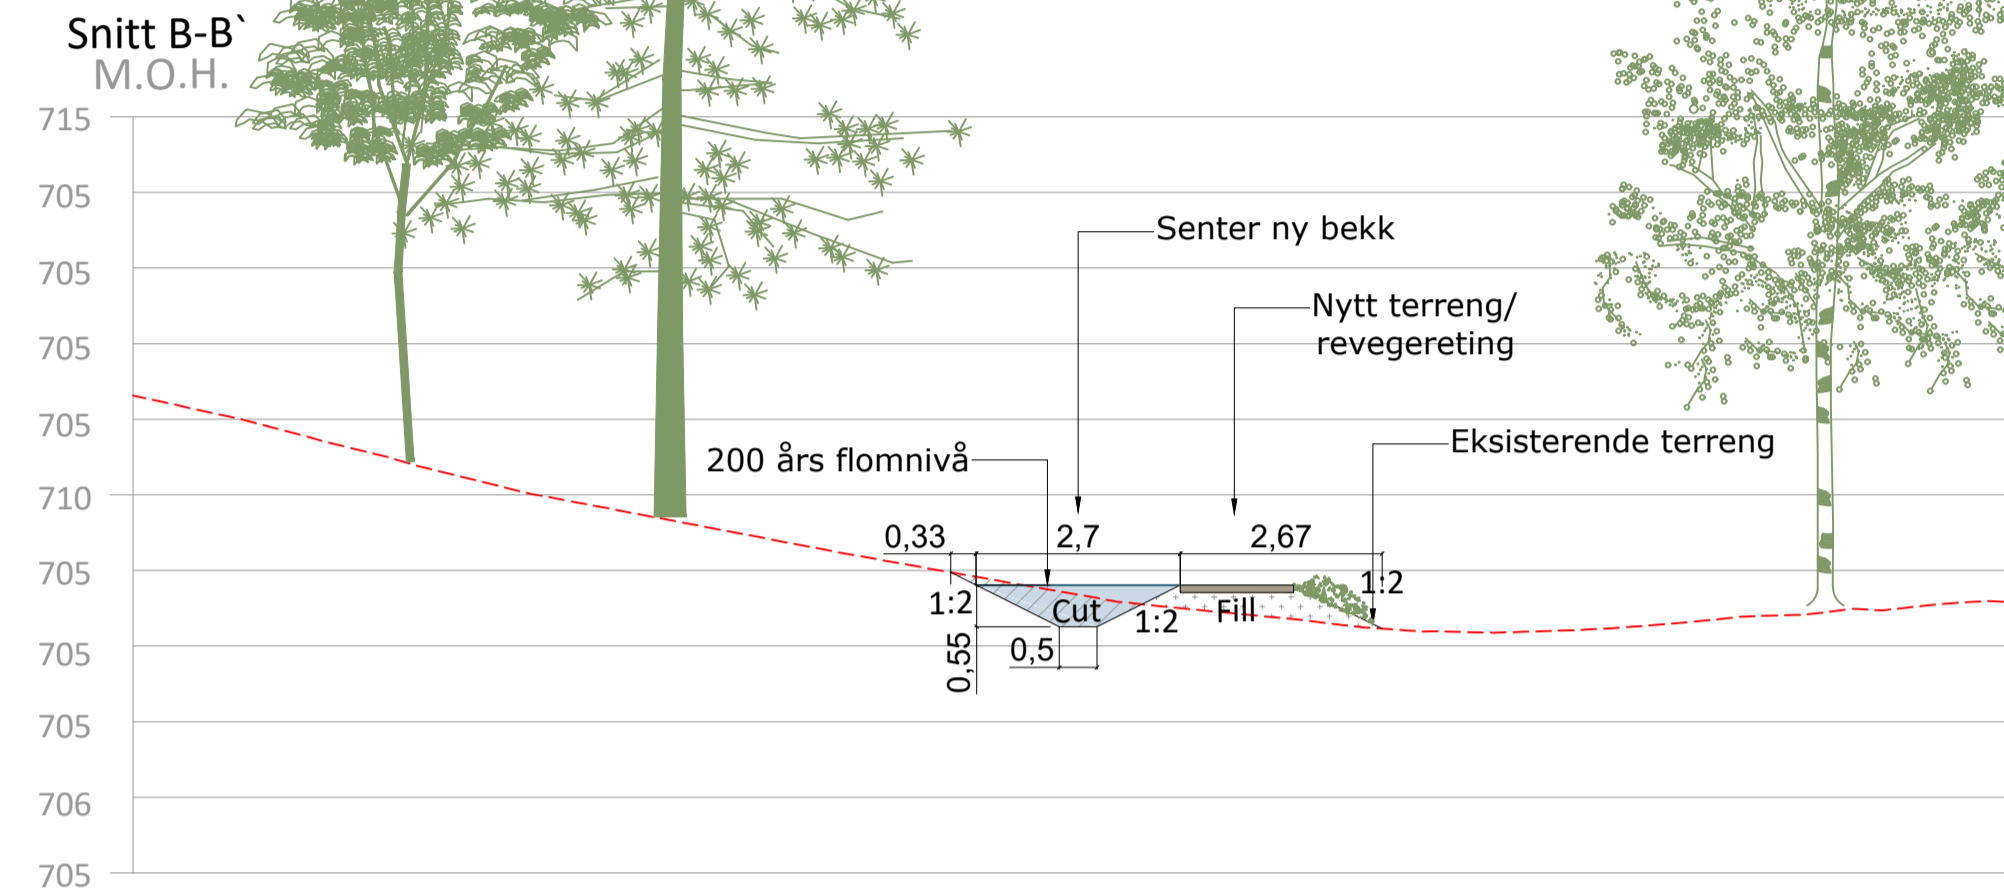 Snitt B-B`
M.O.H.
715
705
705
Senter ny bekk
Nytt terreng/
revegereting
705
705
Eksisterende terreng
200 års flomnivå
710
0,33
2,7
2,67
705
1:2
1:2
Cut
1:2
Fill
0,55
0,5
705
705
706
705